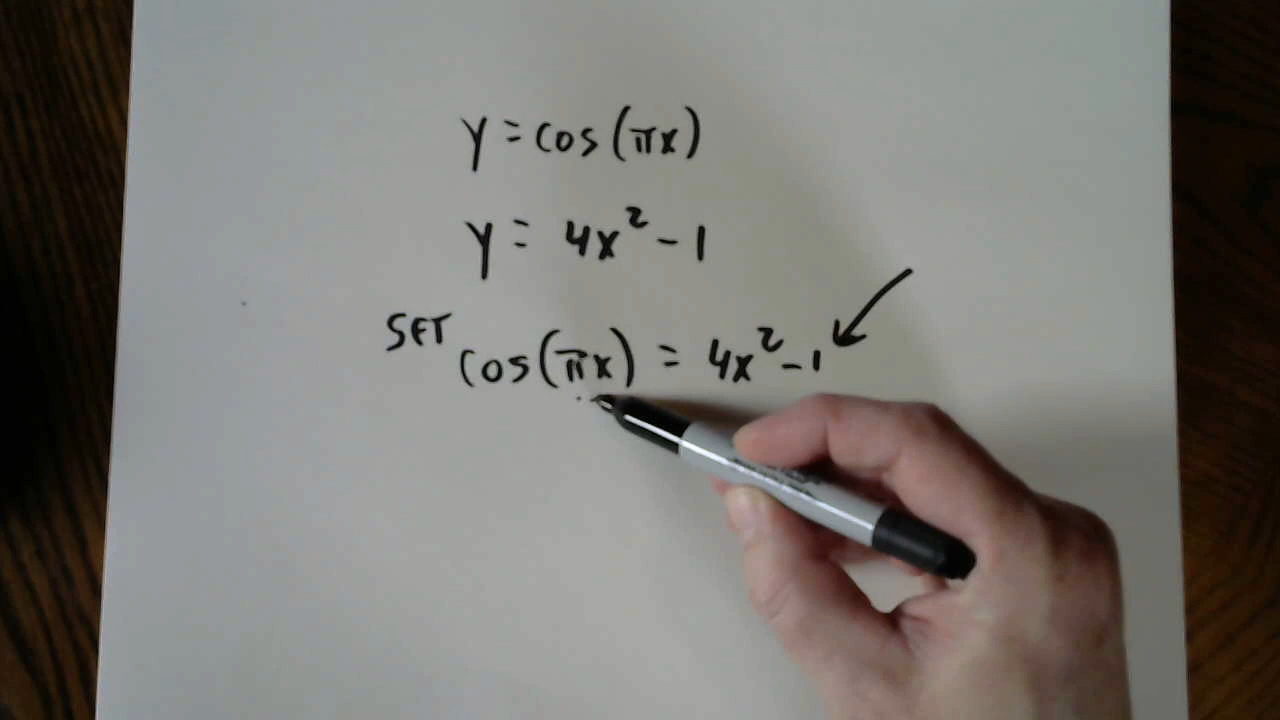 y = cos(πx)
y = 4x² - 1
SET cos(πx) = 4x² - 1